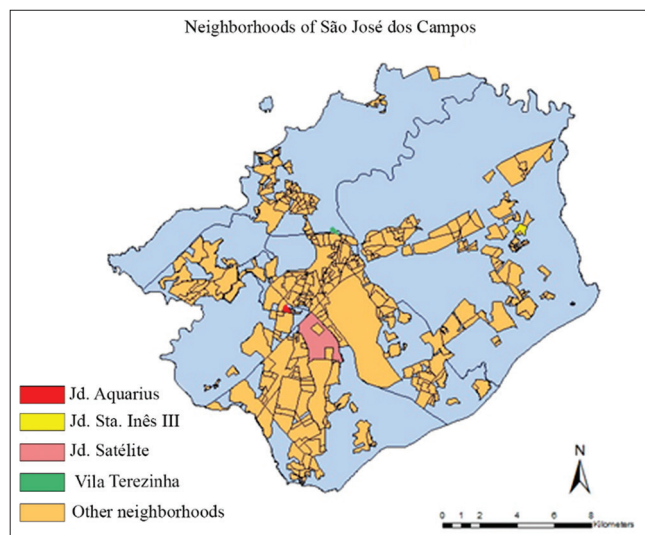 Neighborhoods of São José dos Campos
Jd. Aquarius
Jd. Sta. Inês III
Jd. Satélite
Vila Terezinha
Other neighborhoods
N
0 1 2 4 6 8
Kilometers